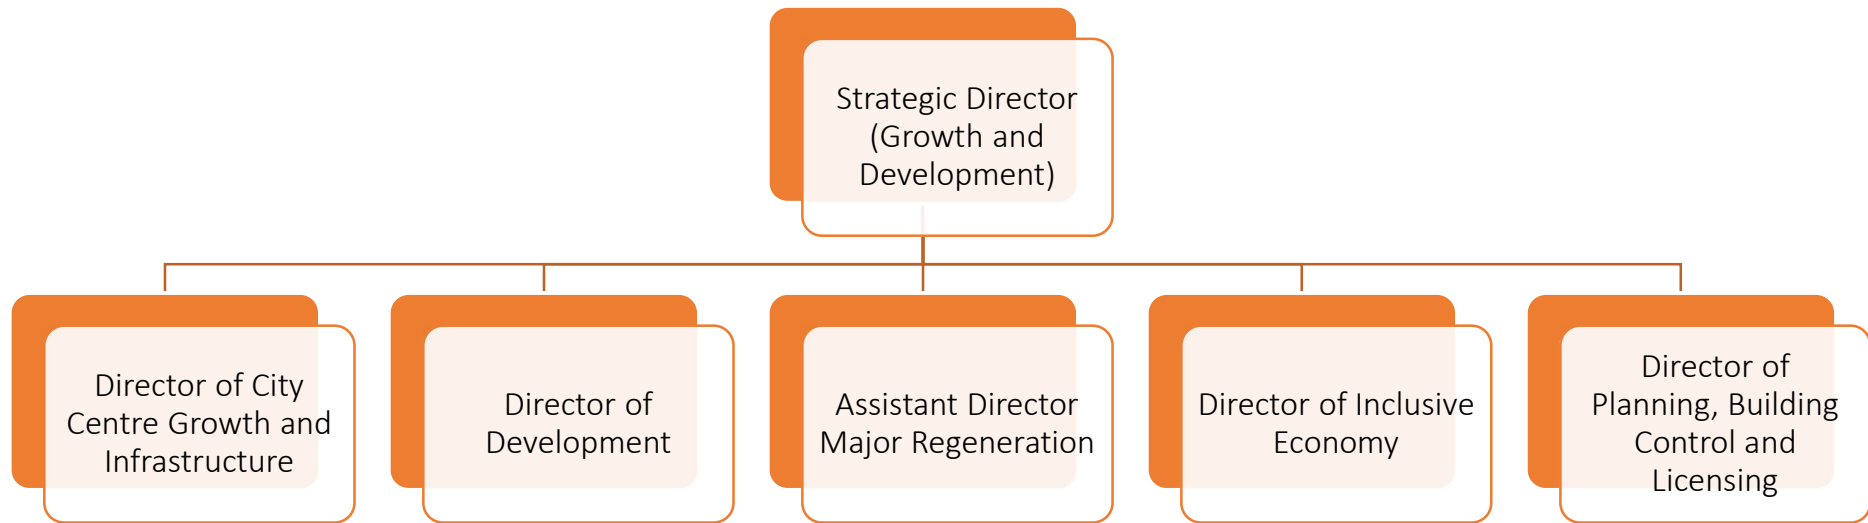 Strategic Director
(Growth and
Development)
Director of City
Centre Growth and
Infrastructure
Director of
Development
Assistant Director
Major Regeneration
Director of Inclusive
Economy
Director of
Planning, Building
Control and
Licensing